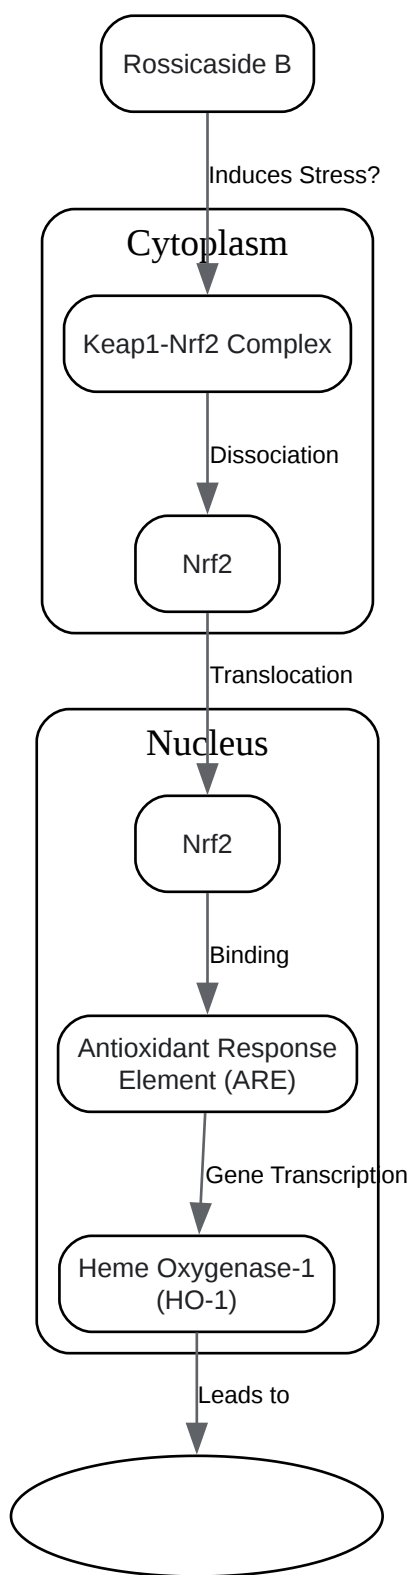 Rossicaside B
Induces Stress?
Cytoplasm
Keap1-Nrf2 Complex
Dissociation
Nrf2
Translocation
Nucleus
Nrf2
Binding
Antioxidant Response
Element (ARE)
Gene Transcription
Heme Oxygenase-1
(HO-1)
Leads to